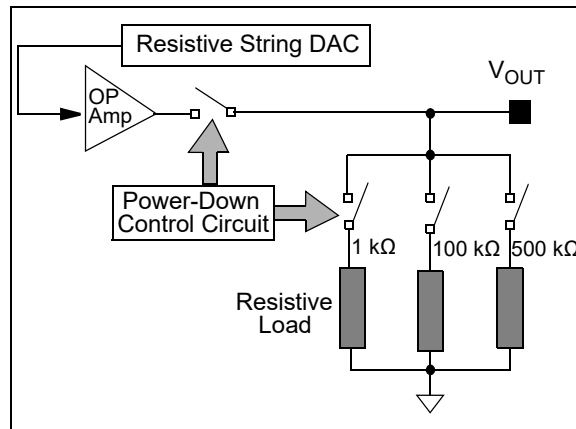 Resistive String DAC
OP
Amp
VOUT
Power-Down
Control Circuit
1 kΩ
100 kΩ
500 kΩ
Resistive
Load